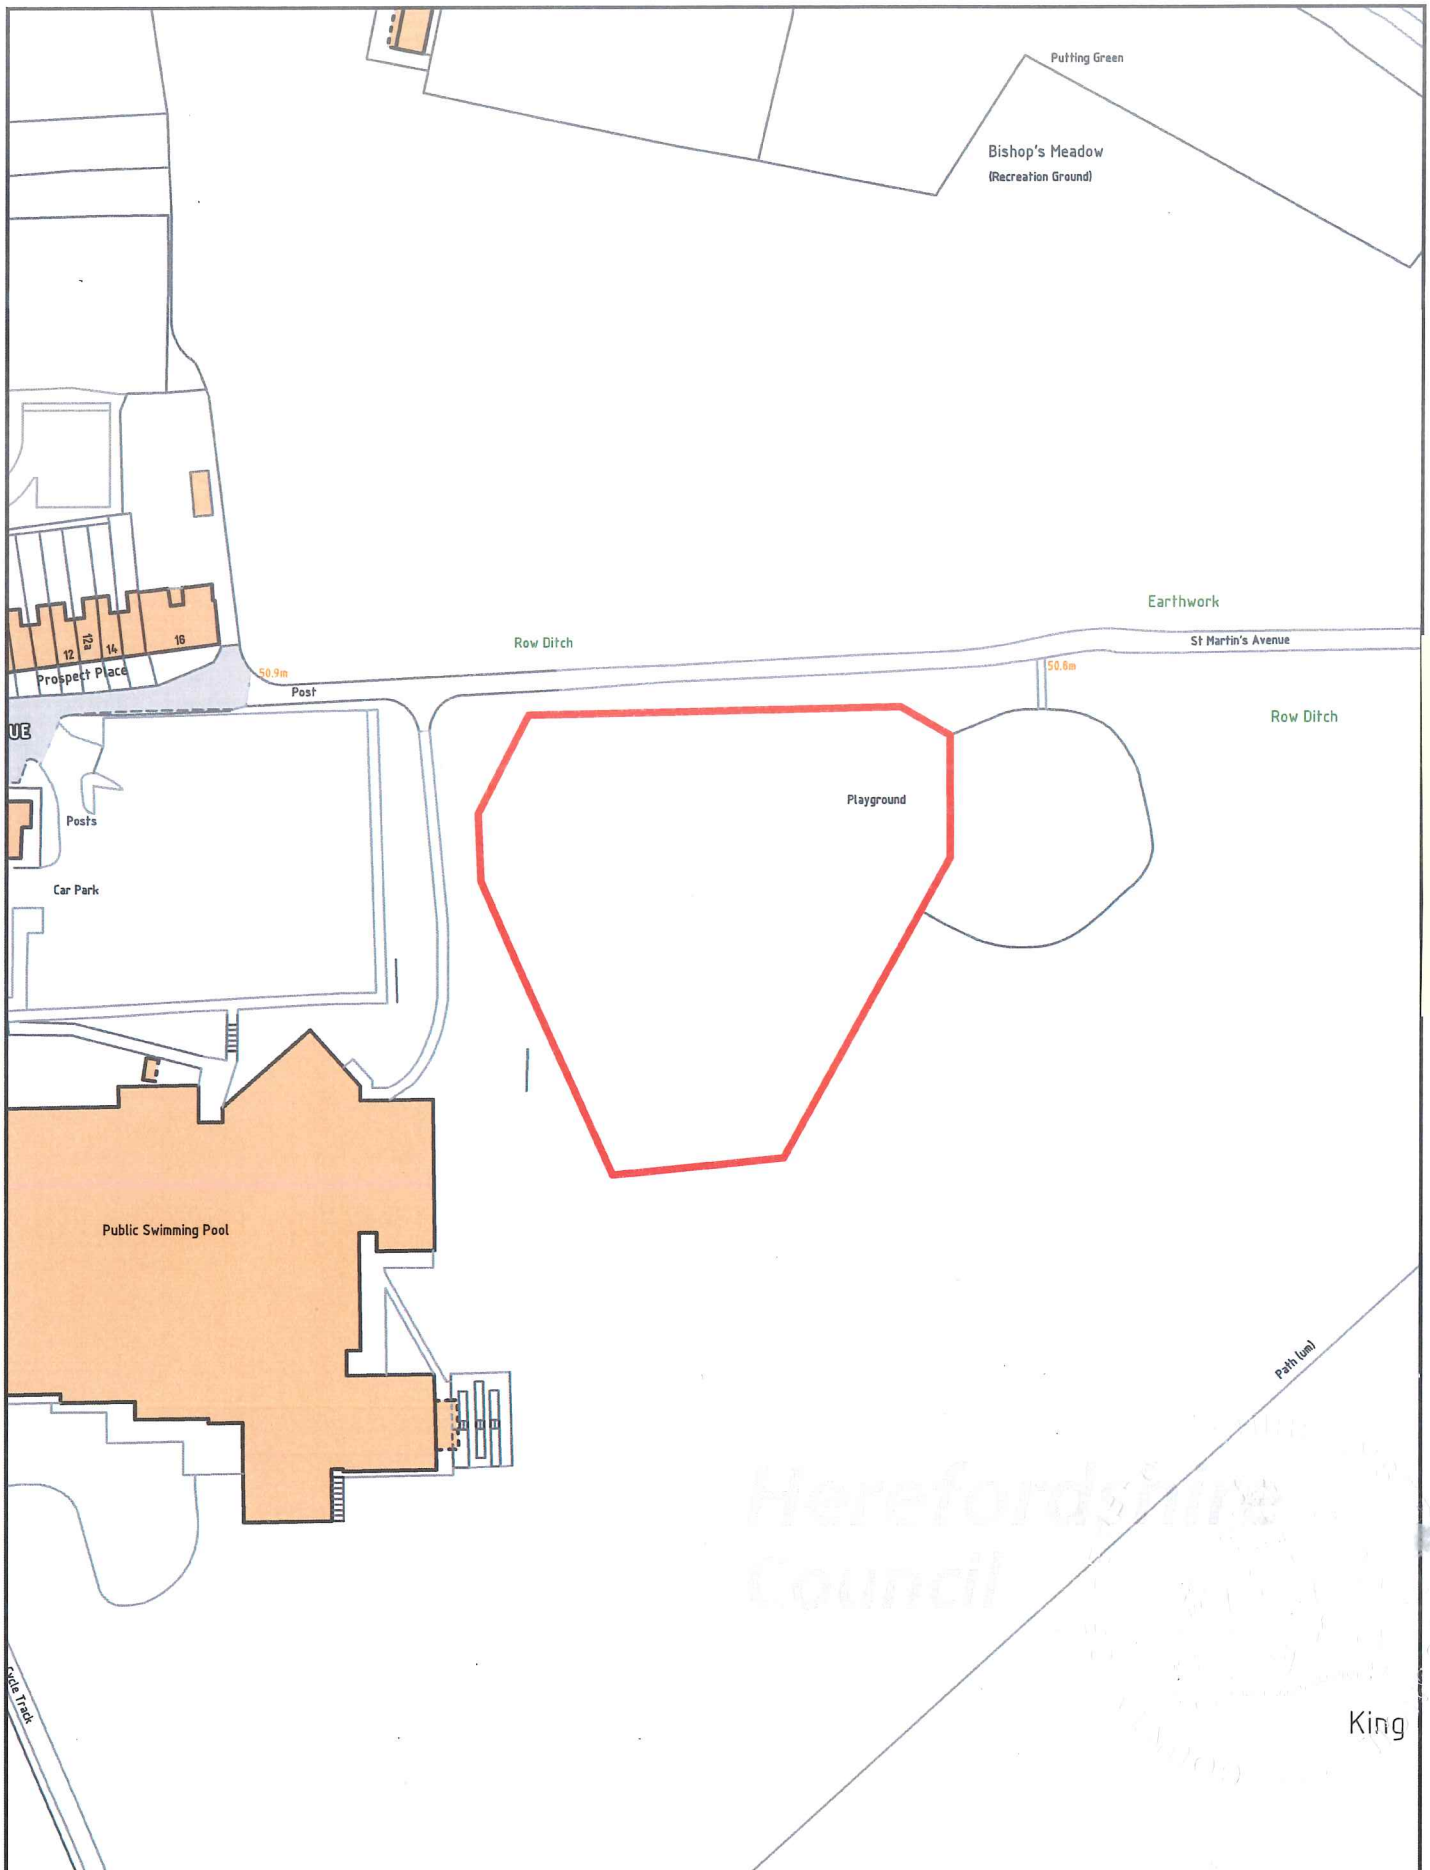 Putting Green
Bishop's Meadow
(Recreation Ground)
Earthwork
St Martin's Avenue
Row Ditch
12
12a
14
16
Prospect Place
50.9m
Post
50.8m
Row Ditch
UE
Playground
Posts
Car Park
Public Swimming Pool
Path (um)
Herefordshire
Council
Cycle Track
King